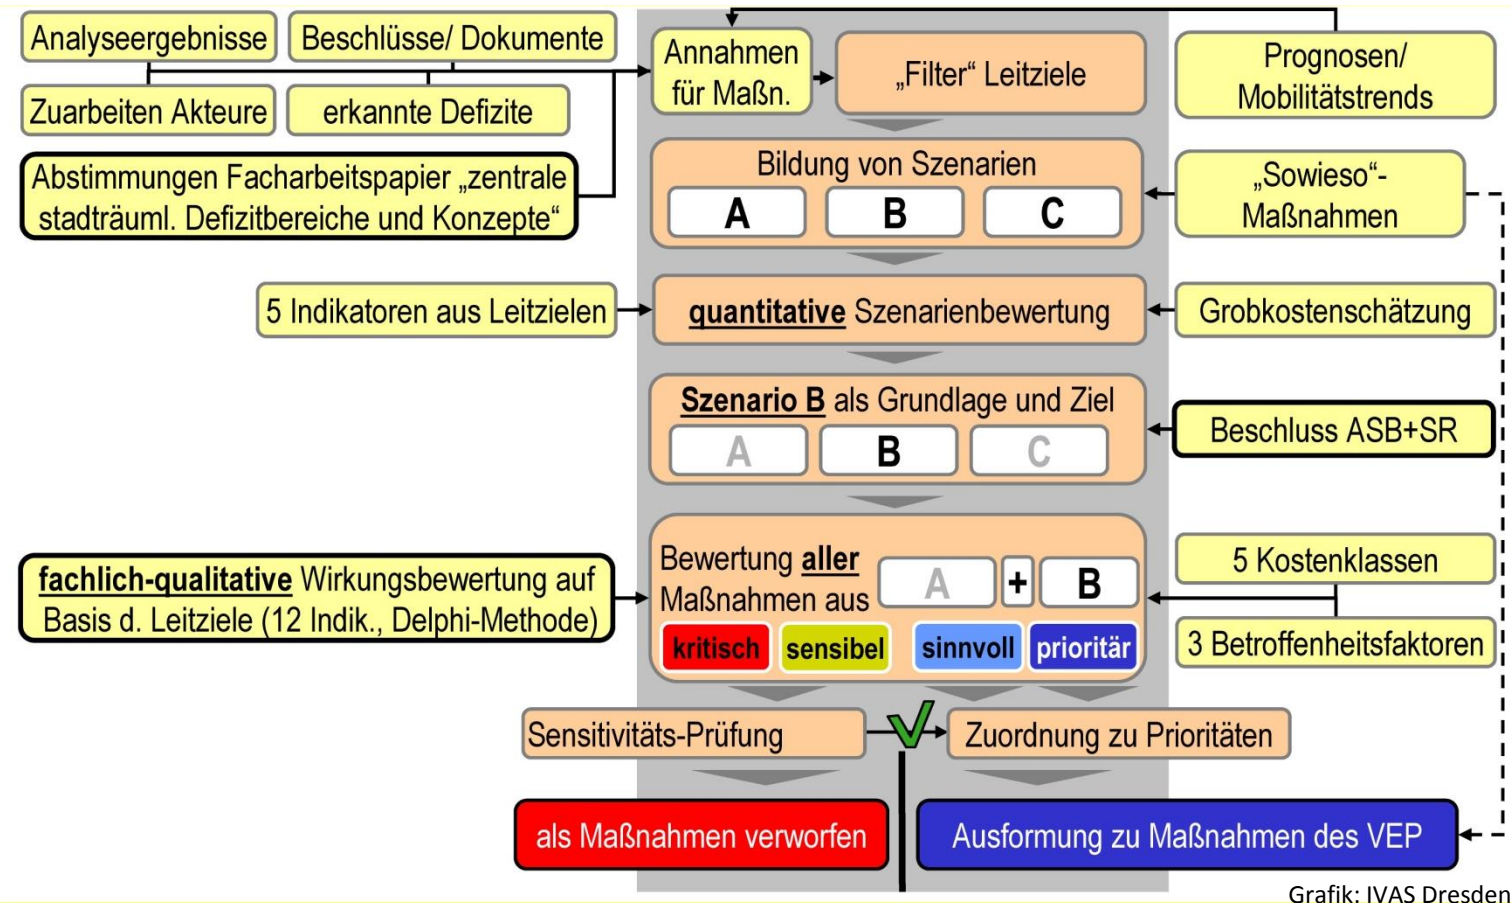 Analyseergebnisse
Beschlüsse/ Dokumente
Zuarbeiten Akteure
erkannte Defizite
Abstimmungen Facharbeitspapier „zentrale
stadträuml. Defizitbereiche und Konzepte“
Annahmen
für Maßn.
„Filter“ Leitziele
Prognosen/
Mobilitätstrends
Bildung von Szenarien
A
B
C
„Sowieso“-
Maßnahmen
5 Indikatoren aus Leitzielen
quantitative Szenarienbewertung
Grobkostenschätzung
Szenario B als Grundlage und Ziel
A
B
C
Beschluss ASB+SR
fachlich-qualitative Wirkungsbewertung auf
Basis d. Leitziele (12 Indik., Delphi-Methode)
Bewertung aller
Maßnahmen aus
A
+
B
kritisch
sensibel
sinnvoll
prioritär
5 Kostenklassen
3 Betroffenheitsfaktoren
Sensitivitäts-Prüfung
Zuordnung zu Prioritäten
als Maßnahmen verworfen
Ausformung zu Maßnahmen des VEP
Grafik: IVAS Dresden